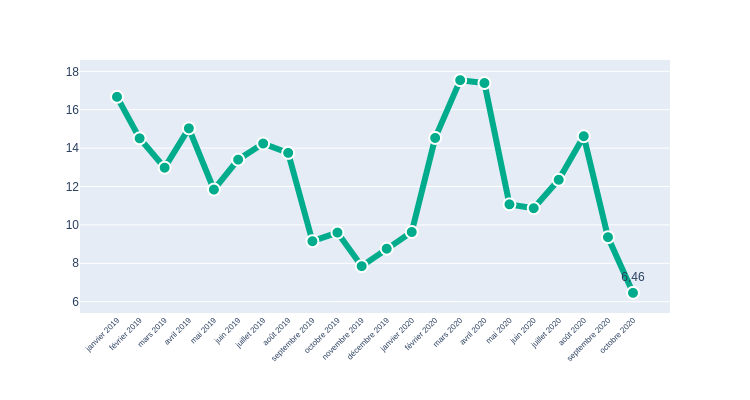 18
16
14
12
10
8
6
6.46
janvier 2019
février 2019
mars 2019
avril 2019
mai 2019
juin 2019
juillet 2019
août 2019
septembre 2019
octobre 2019
novembre 2019
décembre 2019
janvier 2020
février 2020
mars 2020
avril 2020
mai 2020
juin 2020
juillet 2020
août 2020
septembre 2020
octobre 2020